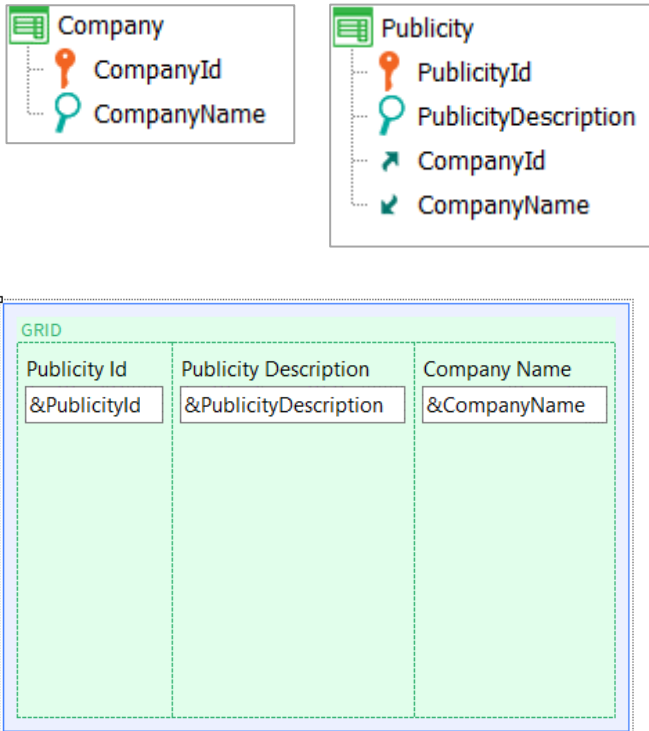 Company
CompanyId
CompanyName
Publicity
PublicityId
PublicityDescription
CompanyId
CompanyName
GRID
Publicity Id
Publicity Description
Company Name
&PublicityId
&PublicityDescription
&CompanyName